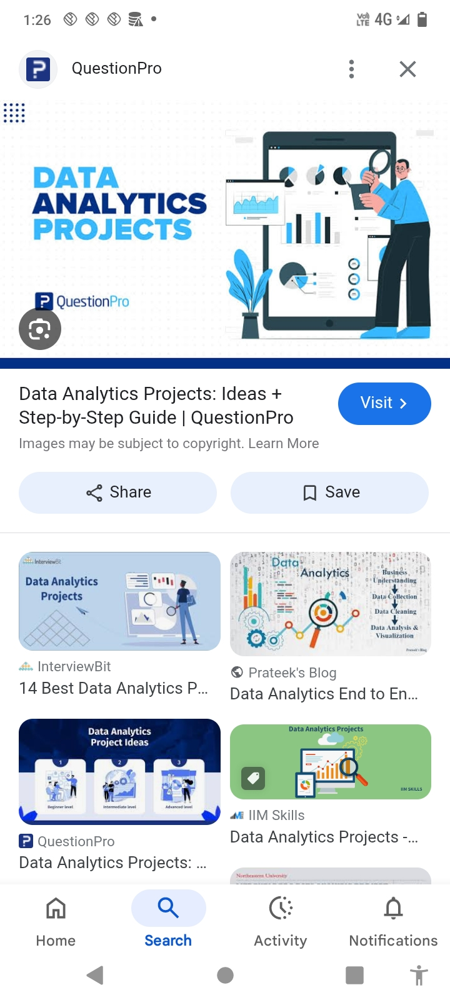 1:26
VoI) LTE 4G
QuestionPro
DATA
ANALYTICS
PROJECTS
QuestionPro
Data Analytics Projects: Ideas +
Step-by-Step Guide | QuestionPro
Visit
Images may be subject to copyright. Learn More
Share
Save
InterviewBit
Data Analytics
Projects
InterviewBit
14 Best Data Analytics P...
Data
Analytics
Business
Understanding
Data Collection
Data Cleaning
Data Analysis &
Visualization
Prateek's Blog
Prateek's Blog
Data Analytics End to En...
Data Analytics
Project Ideas
1
2
3
Beginner level
Intermediate level
Advanced level
QuestionPro
Data Analytics Projects: ...
Data Analytics Projects
IIM SKILLS
IIM Skills
Data Analytics Projects -...
Northeastern University
Home
Search
Activity
Notifications